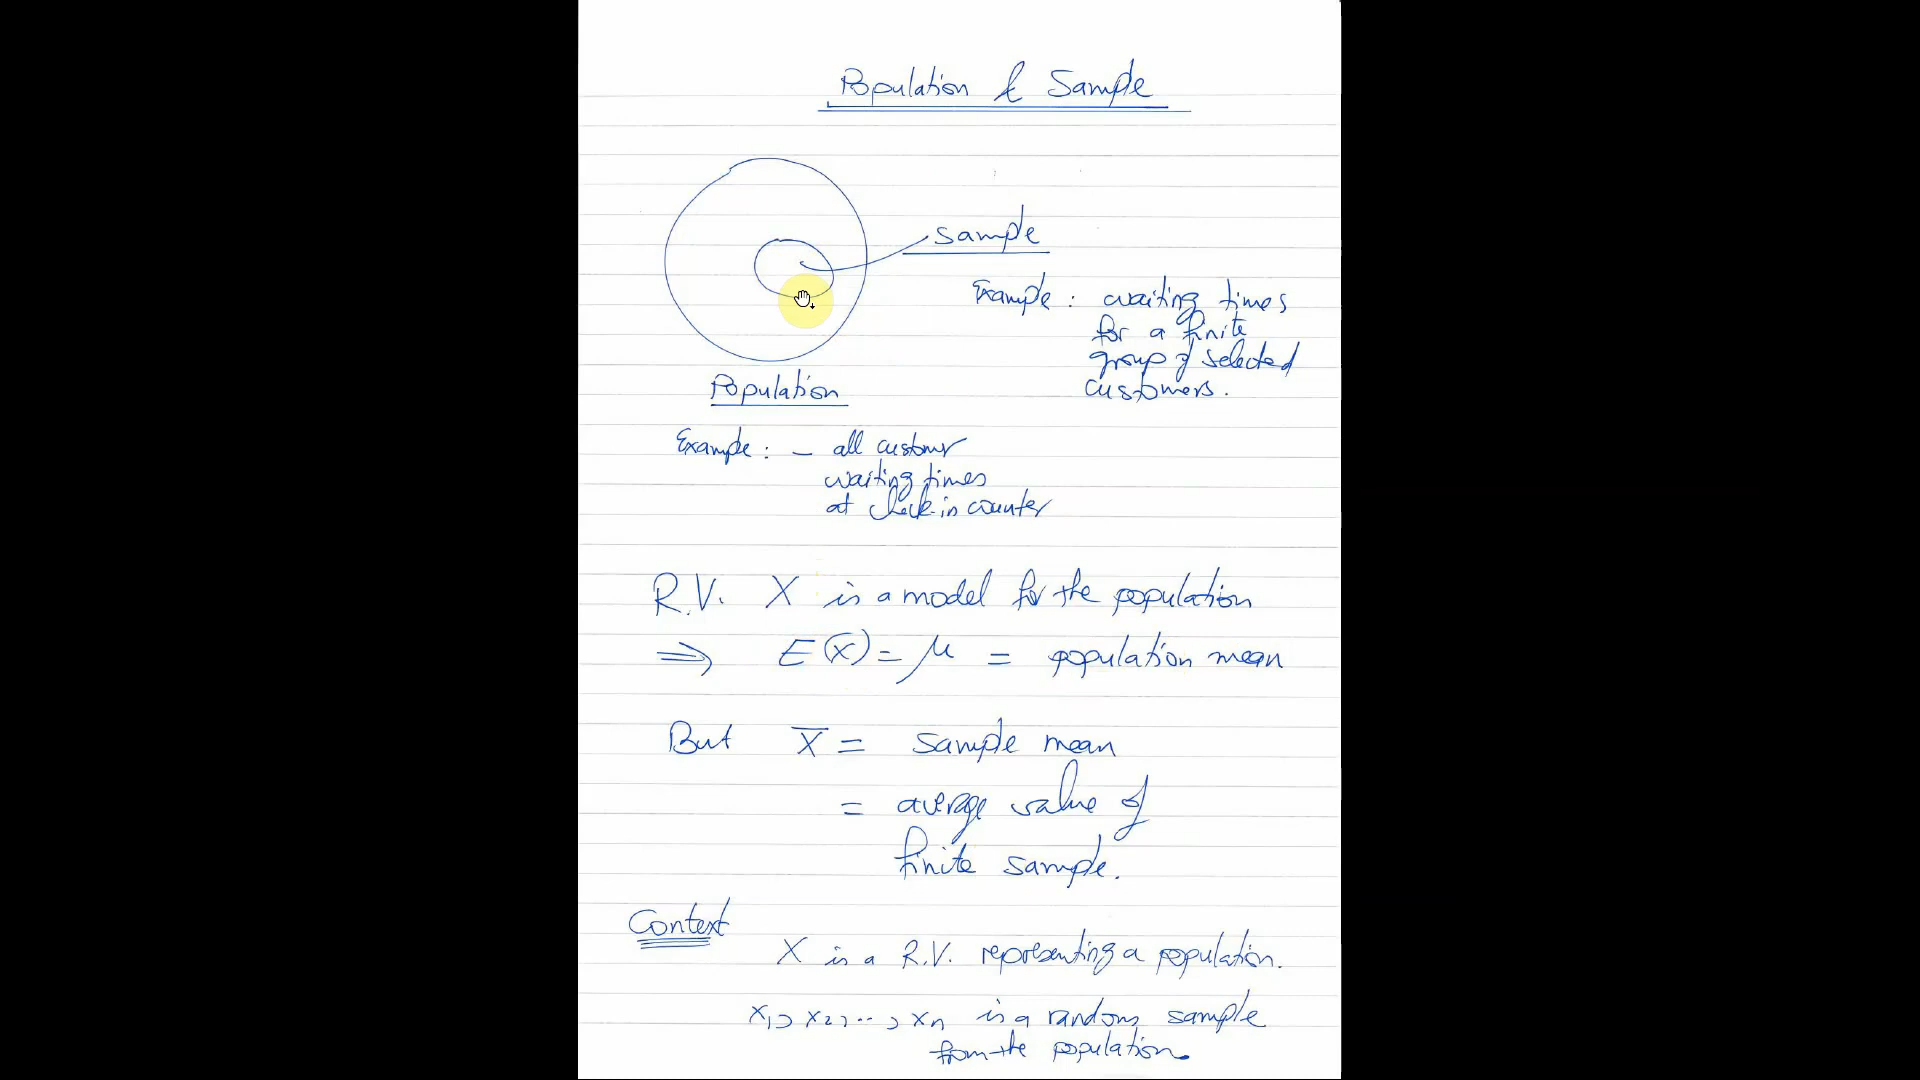 Population & Sample
Sample
Example : waiting times
for a finite
group of selected
customers.
Population
Example : - all customer
waiting times
at check-in counter
R.V. X is a model for the population
⇒ E(X) = μ = population mean
But X̅ = sample mean
= average value of
finite sample.
Context
X is a R.V. representing a population.
x1, x2, .. , xn is a random sample
from the population.